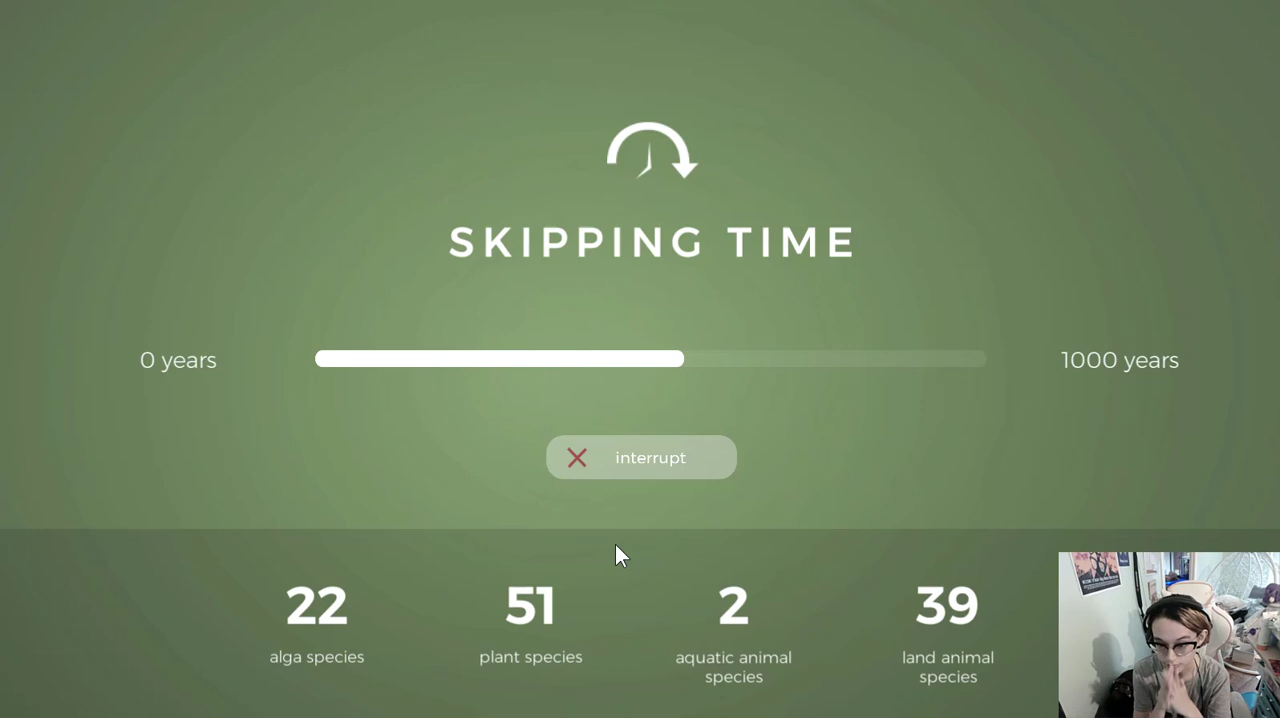 SKIPPING TIME
0 years
1000 years
interrupt
22
51
2
39
alga species
plant species
aquatic animal
species
land animal
species